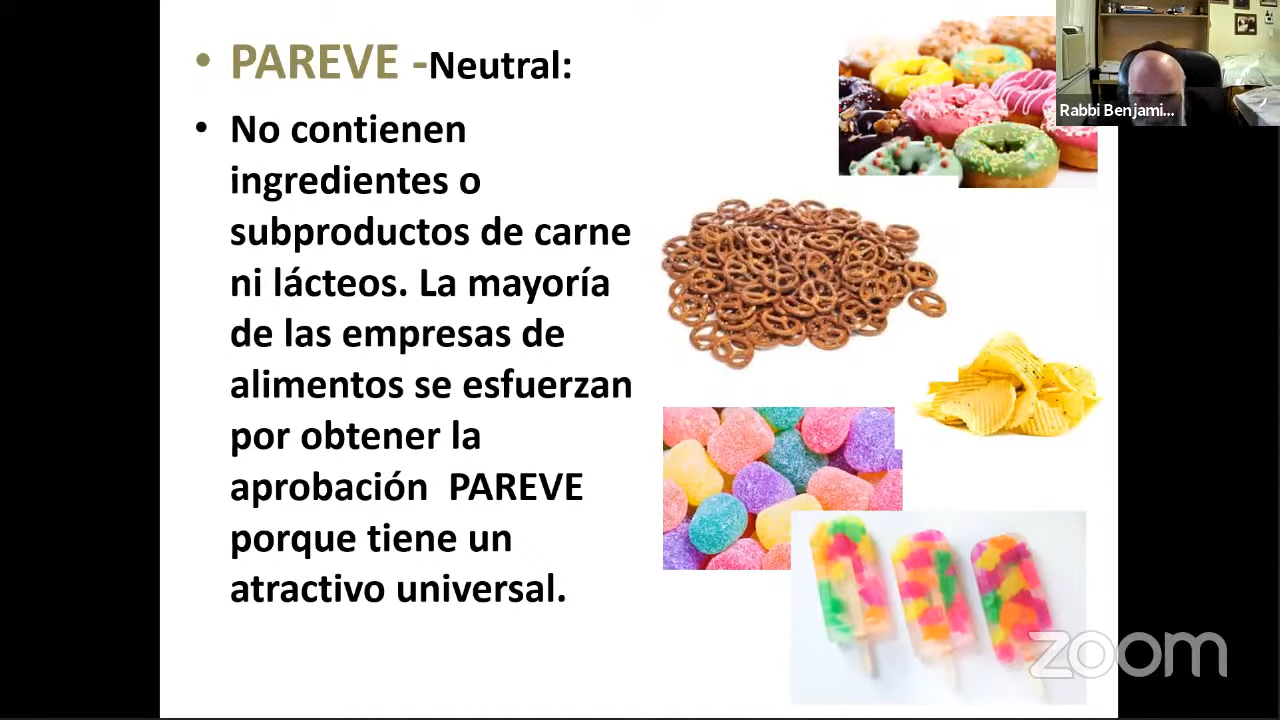 • PAREVE -Neutral:
• No contienen
ingredientes o
subproductos de carne
ni lácteos. La mayoría
de las empresas de
alimentos se esfuerzan
por obtener la
aprobación PAREVE
porque tiene un
atractivo universal.
Rabbi Benjami...
zoom